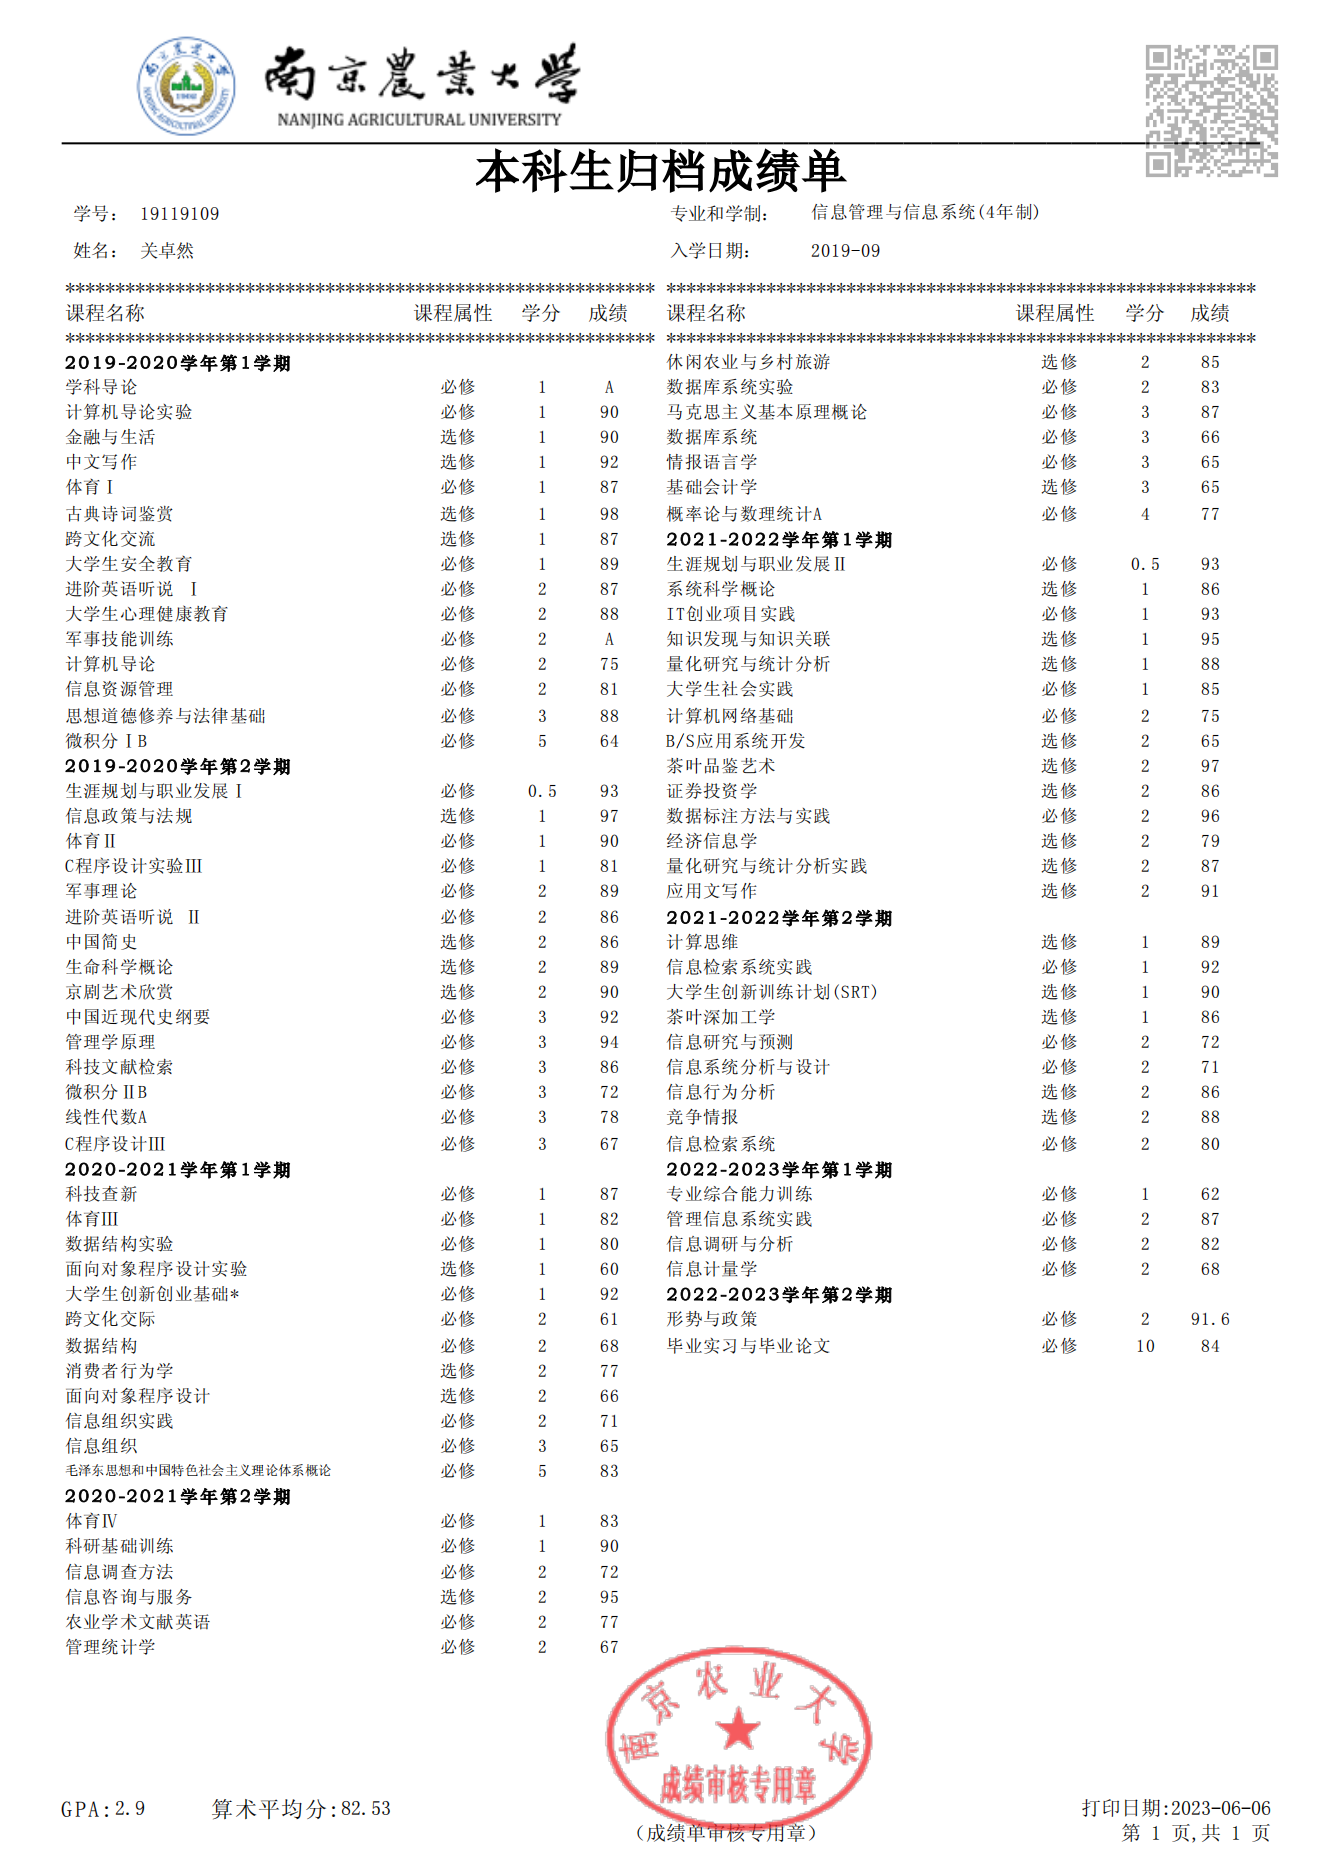 南京農業大學
NANJING AGRICULTURAL UNIVERSITY
本科生归档成绩单
学号: 19119109 专业和学制: 信息管理与信息系统(4年制)
姓名: 关卓然 入学日期: 2019-09
***********************************************************
课程名称 课程属性 学分 成绩
***********************************************************
2019-2020学年第1学期
学科导论 必修 1 A
计算机导论实验 必修 1 90
金融与生活 选修 1 90
中文写作 选修 1 92
体育Ⅰ 必修 1 87
古典诗词鉴赏 选修 1 98
跨文化交流 选修 1 87
大学生安全教育 必修 1 89
进阶英语听说 Ⅰ 必修 2 87
大学生心理健康教育 必修 2 88
军事技能训练 必修 2 A
计算机导论 必修 2 75
信息资源管理 必修 2 81
思想道德修养与法律基础 必修 3 88
微积分ⅠB 必修 5 64
2019-2020学年第2学期
生涯规划与职业发展Ⅰ 必修 0.5 93
信息政策与法规 选修 1 97
体育Ⅱ 必修 1 90
C程序设计实验Ⅲ 必修 1 81
军事理论 必修 2 89
进阶英语听说 Ⅱ 必修 2 86
中国简史 选修 2 86
生命科学概论 选修 2 89
京剧艺术欣赏 选修 2 90
中国近现代史纲要 必修 3 92
管理学原理 必修 3 94
科技文献检索 必修 3 86
微积分ⅡB 必修 3 72
线性代数A 必修 3 78
C程序设计Ⅲ 必修 3 67
2020-2021学年第1学期
科技查新 必修 1 87
体育Ⅲ 必修 1 82
数据结构实验 必修 1 80
面向对象程序设计实验 选修 1 60
大学生创新创业基础* 必修 1 92
跨文化交际 必修 2 61
数据结构 必修 2 68
消费者行为学 选修 2 77
面向对象程序设计 选修 2 66
信息组织实践 必修 2 71
信息组织 必修 3 65
毛泽东思想和中国特色社会主义理论体系概论 必修 5 83
2020-2021学年第2学期
体育Ⅳ 必修 1 83
科研基础训练 必修 1 90
信息调查方法 必修 2 72
信息咨询与服务 选修 2 95
农业学术文献英语 必修 2 77
管理统计学 必修 2 67
***********************************************************
课程名称 课程属性 学分 成绩
***********************************************************
休闲农业与乡村旅游 选修 2 85
数据库系统实验 必修 2 83
马克思主义基本原理概论 必修 3 87
数据库系统 必修 3 66
情报语言学 必修 3 65
基础会计学 选修 3 65
概率论与数理统计A 必修 4 77
2021-2022学年第1学期
生涯规划与职业发展Ⅱ 必修 0.5 93
系统科学概论 选修 1 86
IT创业项目实践 必修 1 93
知识发现与知识关联 选修 1 95
量化研究与统计分析 选修 1 88
大学生社会实践 必修 1 85
计算机网络基础 必修 2 75
B/S应用系统开发 选修 2 65
茶叶品鉴艺术 选修 2 97
证券投资学 选修 2 86
数据标注方法与实践 必修 2 96
经济信息学 选修 2 79
量化研究与统计分析实践 选修 2 87
应用文写作 选修 2 91
2021-2022学年第2学期
计算思维 选修 1 89
信息检索系统实践 必修 1 92
大学生创新训练计划(SRT) 选修 1 90
茶叶深加工学 选修 1 86
信息研究与预测 必修 2 72
信息系统分析与设计 必修 2 71
信息行为分析 选修 2 86
竞争情报 选修 2 88
信息检索系统 必修 2 80
2022-2023学年第1学期
专业综合能力训练 必修 1 62
管理信息系统实践 必修 2 87
信息调研与分析 必修 2 82
信息计量学 必修 2 68
2022-2023学年第2学期
形势与政策 必修 2 91.6
毕业实习与毕业论文 必修 10 84
南京农业大学
成绩审核专用章
GPA:2.9 算术平均分:82.53 打印日期:2023-06-06
(成绩单审核专用章) 第 1 页,共 1 页